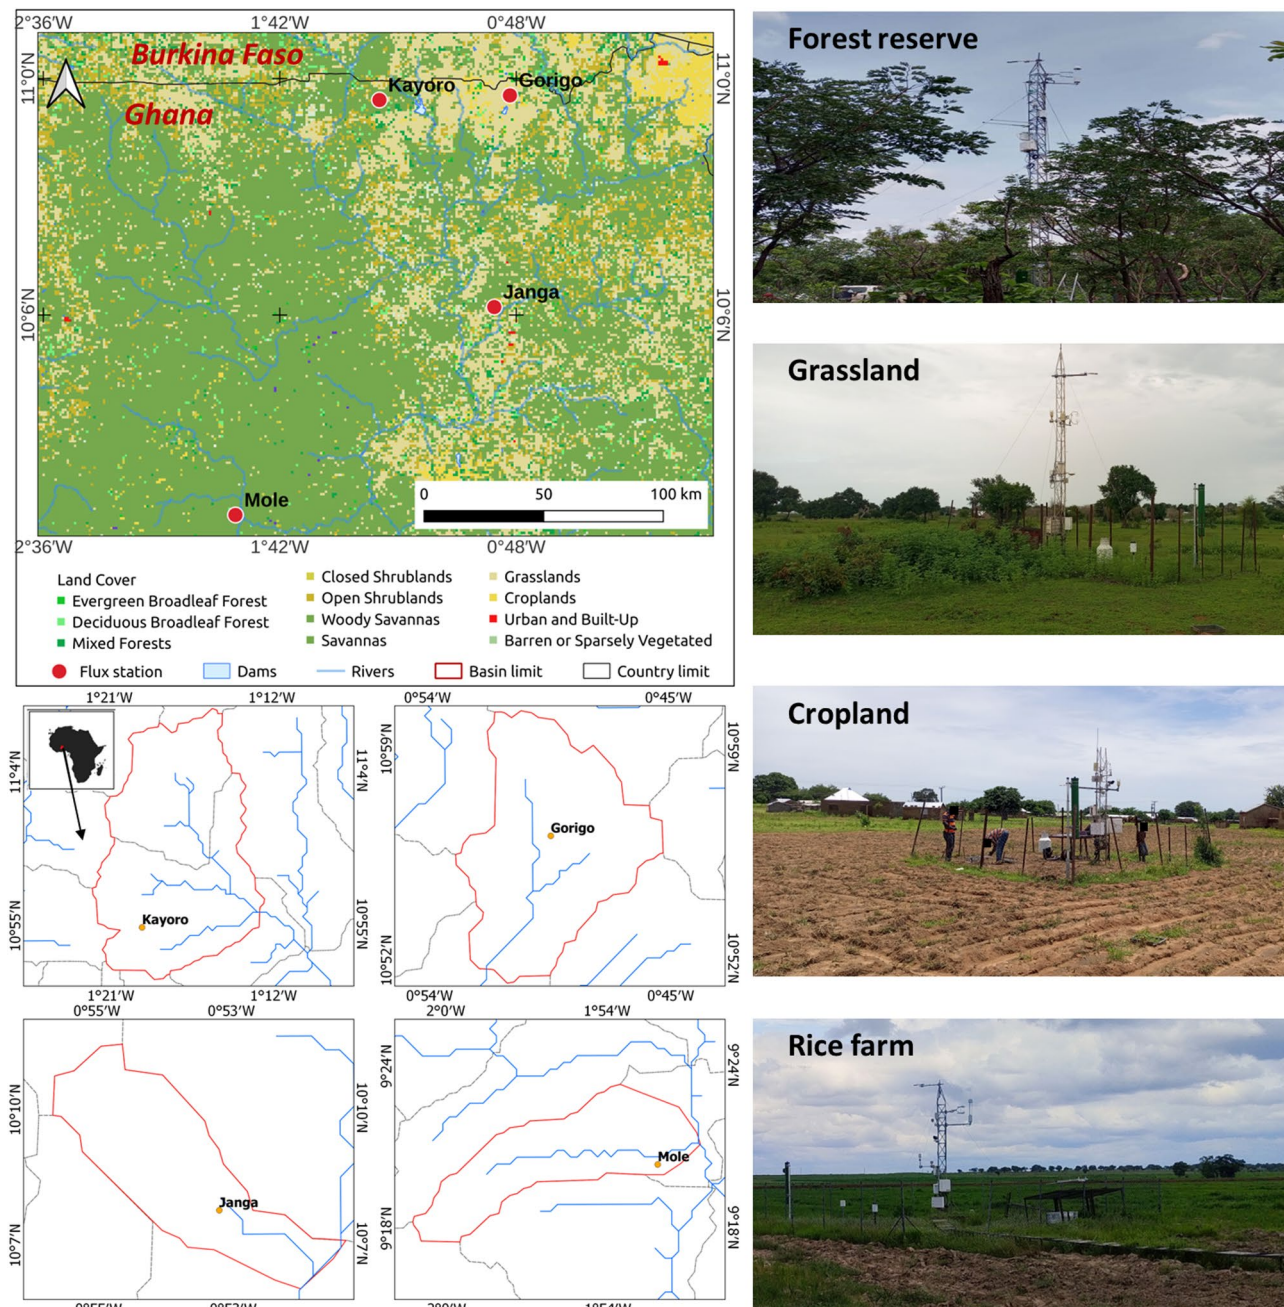 2°36'W 1°42'W 0°48'W
Burkina Faso
Ghana
11°0'N
11°0'N
Kayoro
Gorigo
10°6'N
10°6'N
Janga
Mole
0 50 100 km
2°36'W 1°42'W 0°48'W
Land Cover
Evergreen Broadleaf Forest
Deciduous Broadleaf Forest
Mixed Forests
Closed Shrublands
Open Shrublands
Woody Savannas
Savannas
Grasslands
Croplands
Urban and Built-Up
Barren or Sparsely Vegetated
Flux station Dams Rivers Basin limit Country limit
1°21'W 1°12'W
11°4'N
11°4'N
Kayoro
10°55'N
10°55'N
1°21'W 1°12'W
0°54'W 0°45'W
10°59'N
10°59'N
Gorigo
10°52'N
10°52'N
0°54'W 0°45'W
0°55'W 0°53'W
10°10'N
10°10'N
Janga
10°7'N
10°7'N
2°0'W 1°54'W
9°24'N
9°24'N
Mole
9°18'N
9°18'N
Forest reserve
Grassland
Cropland
Rice farm